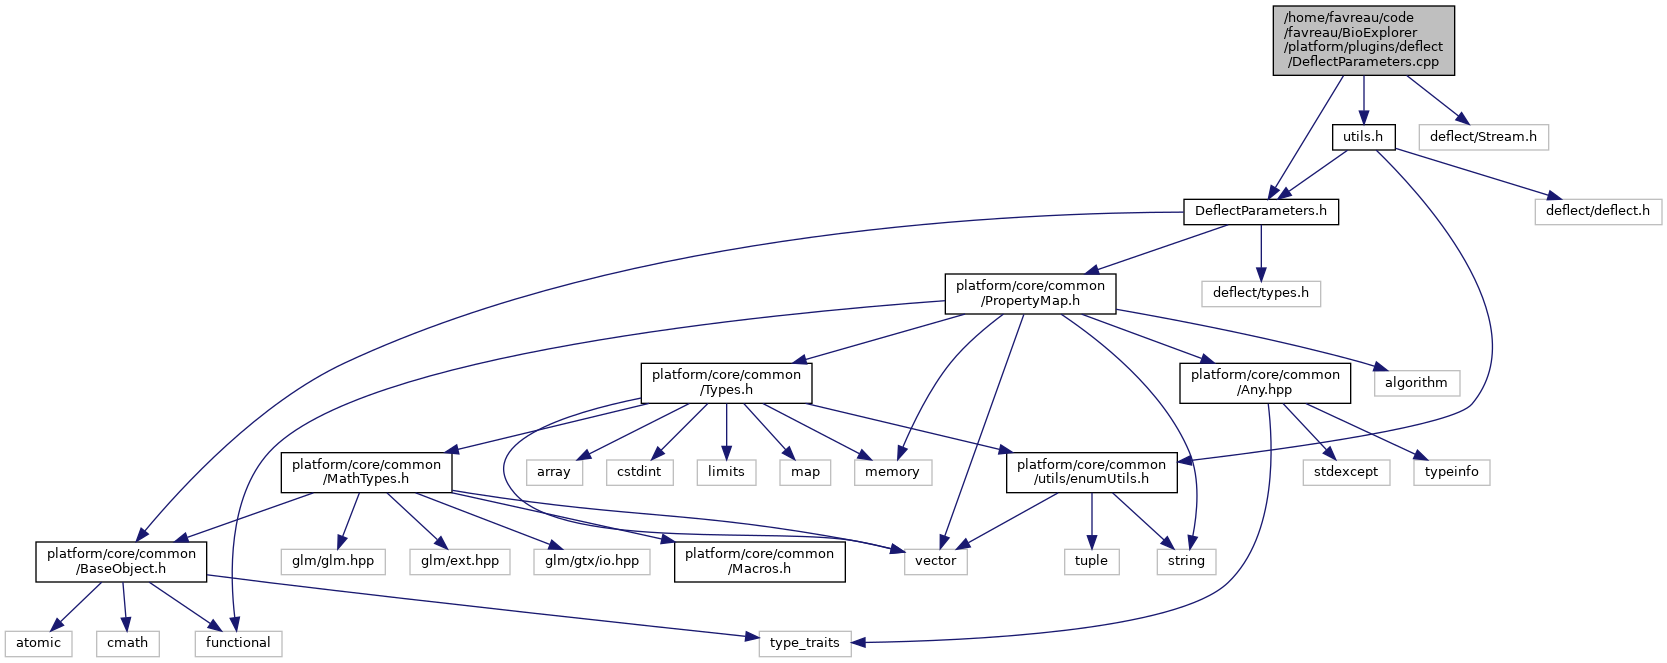 /home/favreau/code
/favreau/BioExplorer
/platform/plugins/deflect
/DeflectParameters.cpp
utils.h
deflect/Stream.h
DeflectParameters.h
deflect/deflect.h
platform/core/common
/PropertyMap.h
deflect/types.h
platform/core/common
/Types.h
platform/core/common
/Any.hpp
algorithm
platform/core/common
/MathTypes.h
array
cstdint
limits
map
memory
platform/core/common
/utils/enumUtils.h
stdexcept
typeinfo
platform/core/common
/BaseObject.h
glm/glm.hpp
glm/ext.hpp
glm/gtx/io.hpp
platform/core/common
/Macros.h
vector
tuple
string
atomic
cmath
functional
type_traits